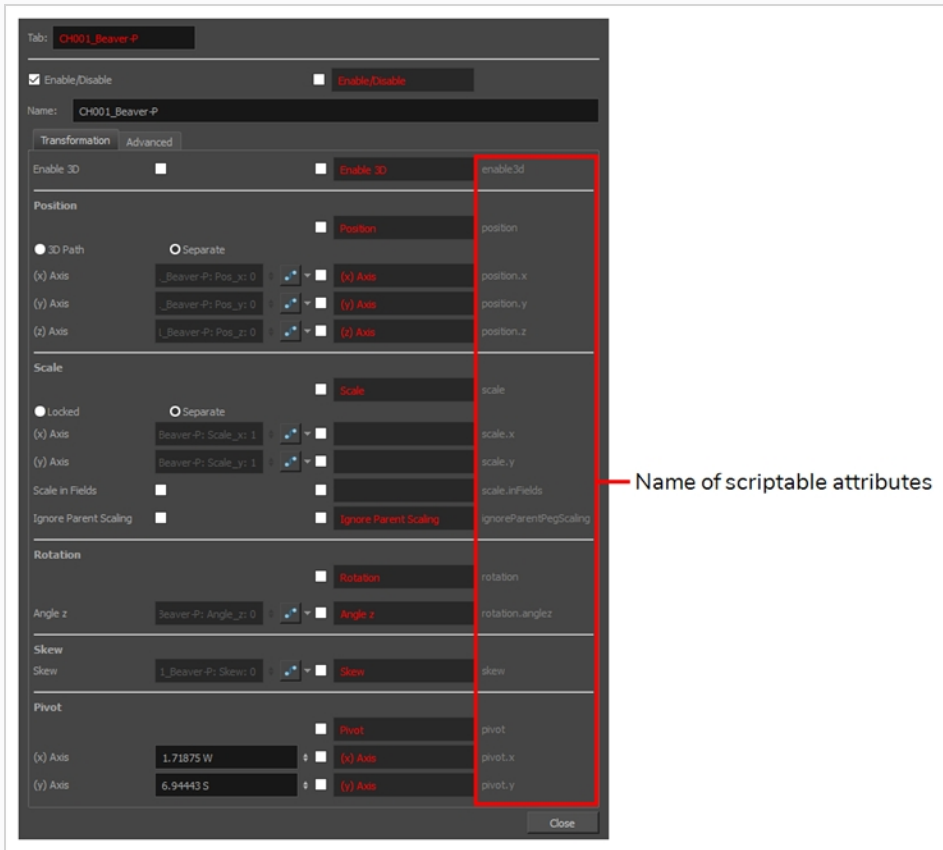 Tab: CH001_Beaver-P
Enable/Disable Enable/Disable
Name: CH001_Beaver-P
Transformation Advanced
Enable 3D Enable 3D enable3d
Position
Position position
3D Path Separate
(x) Axis ._Beaver-P: Pos_x: 0 (x) Axis position.x
(y) Axis ._Beaver-P: Pos_y: 0 (y) Axis position.y
(z) Axis l_Beaver-P: Pos_z: 0 (z) Axis position.z
Scale
Scale scale
Locked Separate
(x) Axis Beaver-P: Scale_x: 1 scale.x
(y) Axis Beaver-P: Scale_y: 1 scale.y
Scale in Fields scale.inFields
Name of scriptable attributes
Ignore Parent Scaling Ignore Parent Scaling ignoreParentPegScaling
Rotation
Rotation rotation
Angle z Beaver-P: Angle_z: 0 Angle z rotation.anglez
Skew
Skew 1_Beaver-P: Skew: 0 Skew skew
Pivot
Pivot pivot
(x) Axis 1.71875 W (x) Axis pivot.x
(y) Axis 6.94443 S (y) Axis pivot.y
Close